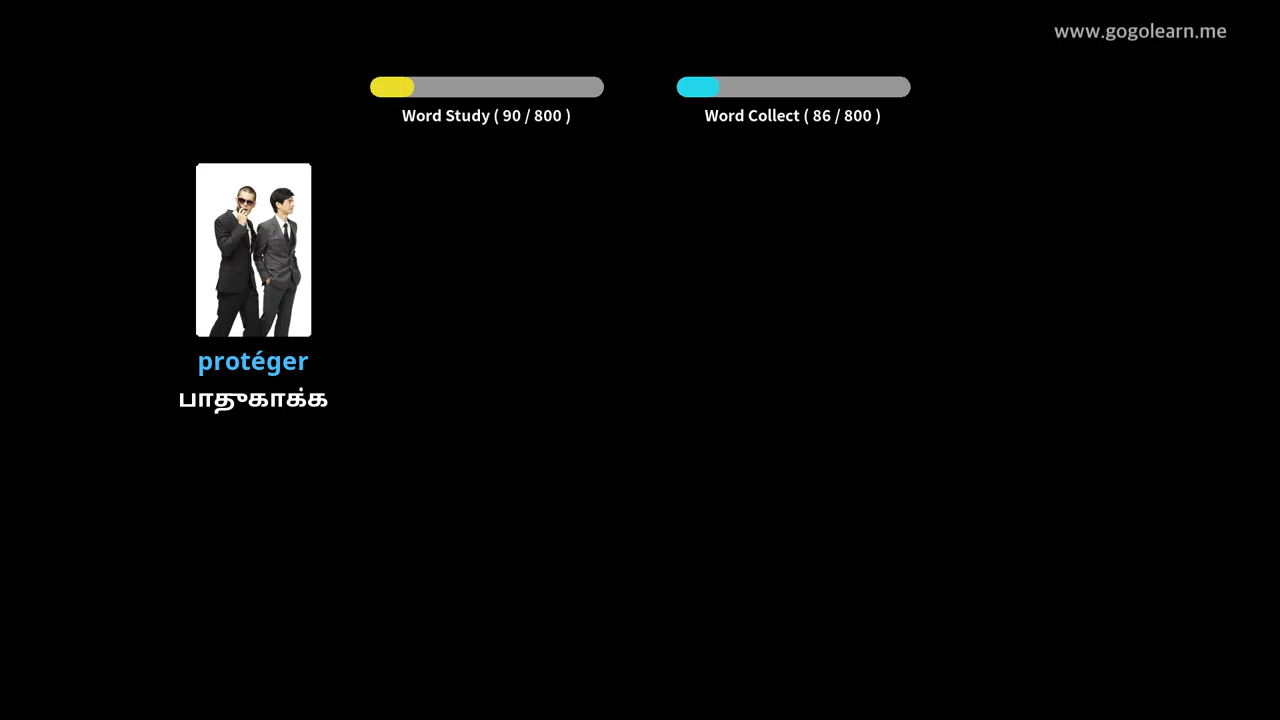 www.gogolearn.me
Word Study ( 90 / 800 )
Word Collect ( 86 / 800 )
protéger
பாதுகாக்க